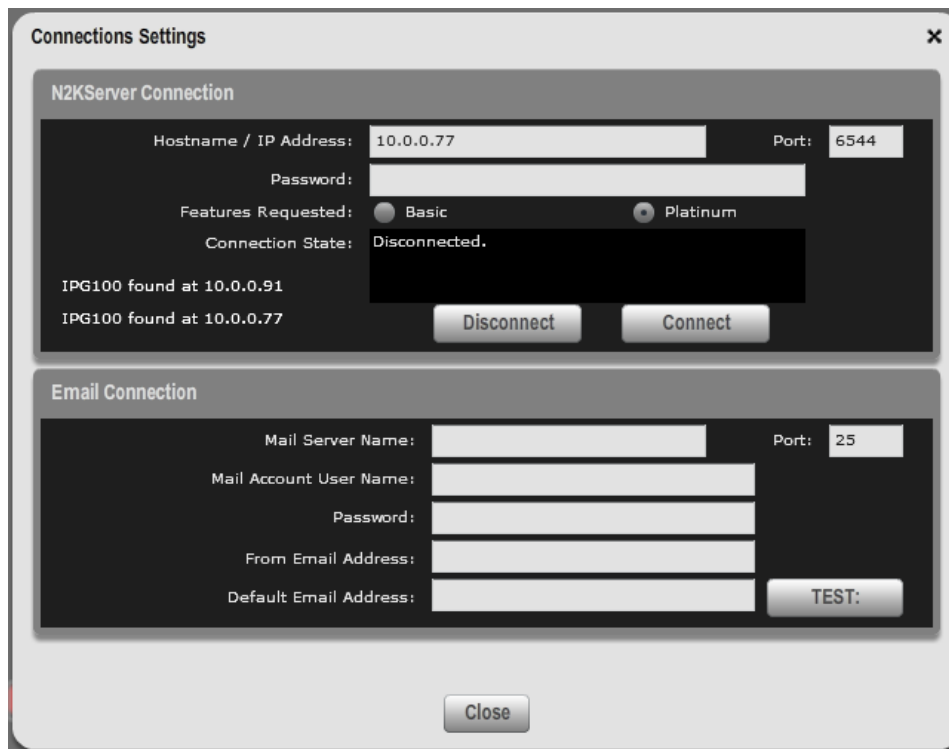 Connections Settings
N2KServer Connection
Hostname / IP Address: 10.0.0.77 Port: 6544
Password:
Features Requested: Basic Platinum
Connection State: Disconnected.
IPG100 found at 10.0.0.91
IPG100 found at 10.0.0.77 Disconnect Connect
Email Connection
Mail Server Name: Port: 25
Mail Account User Name:
Password:
From Email Address:
Default Email Address: TEST:
Close